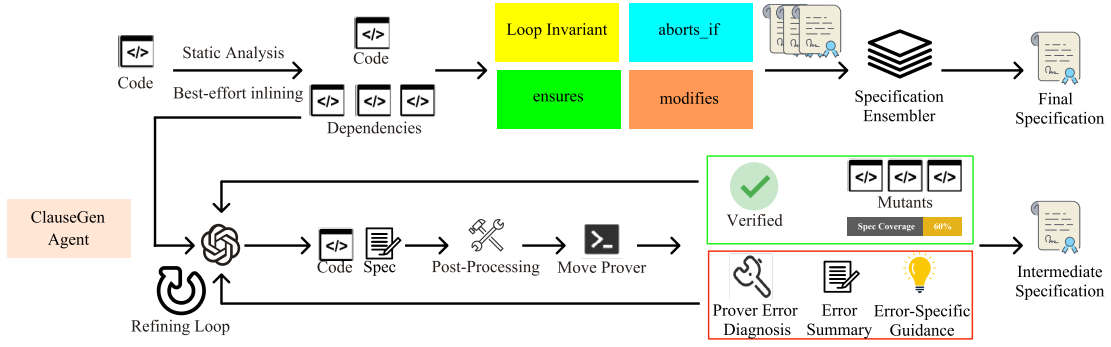 Code
Static Analysis
Best-effort inlining
Code
Dependencies
Loop Invariant
aborts_if
ensures
modifies
Specification
Ensembler
Final
Specification
ClauseGen
Agent
Refining Loop
Code
Spec
Post-Processing
Move Prover
Verified
Mutants
Spec Coverage
60%
Prover Error
Diagnosis
Error
Summary
Error-Specific
Guidance
Intermediate
Specification